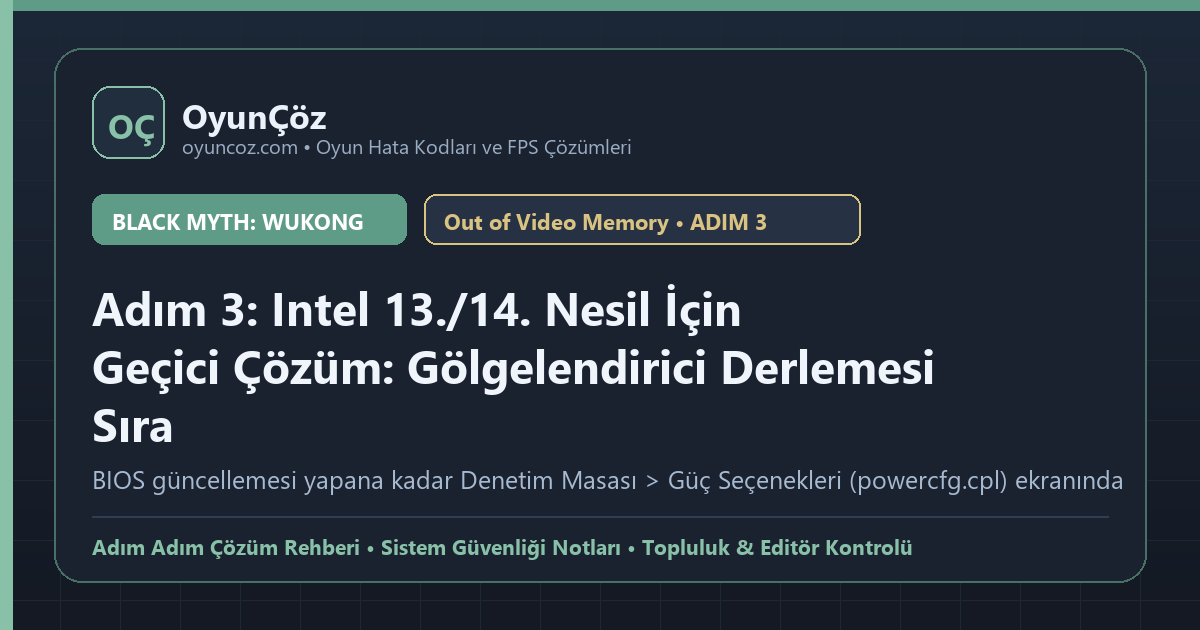 OÇ
OyunÇöz
oyuncoz.com • Oyun Hata Kodları ve FPS Çözümleri
BLACK MYTH: WUKONG
Out of Video Memory • ADIM 3
Adım 3: Intel 13./14. Nesil İçin
Geçici Çözüm: Gölgelendirici Derlemesi
Sıra
BIOS güncellemesi yapana kadar Denetim Masası > Güç Seçenekleri (powercfg.cpl) ekranında
Adım Adım Çözüm Rehberi • Sistem Güvenliği Notları • Topluluk & Editör Kontrolü